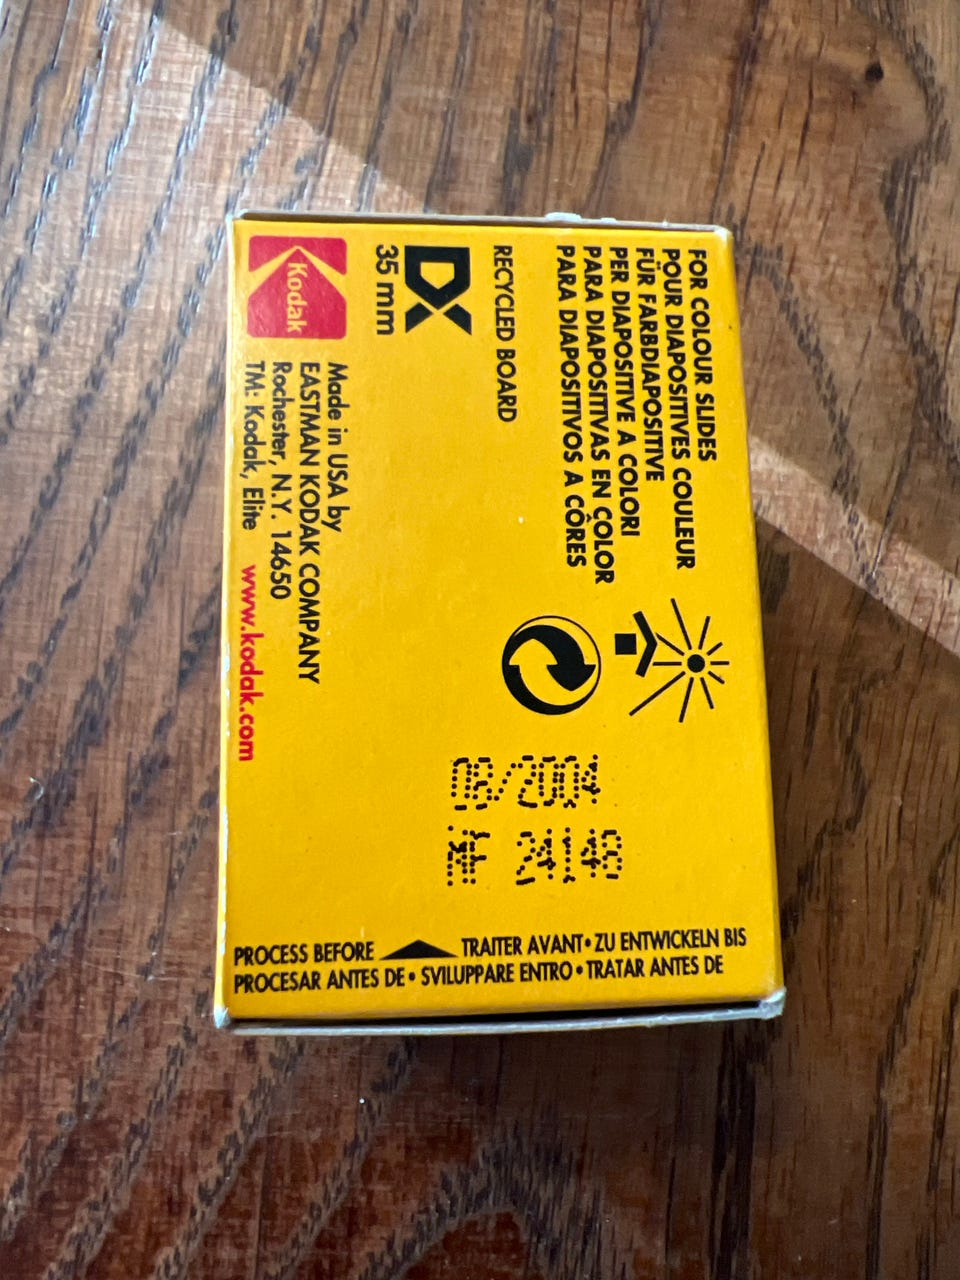 FOR COLOUR SLIDES
POUR DIAPOSITIVES COULEUR
FÜR FARBDIAPOSITIVE
PER DIAPOSITIVE A COLORI
PARA DIAPOSITIVAS EN COLOR
PARA DIAPOSITIVOS A CÔRES
RECYCLED BOARD
DX
35 mm
Kodak
Made in USA by
EASTMAN KODAK COMPANY
Rochester, N.Y. 14650
TM: Kodak, Elite www.kodak.com
08/2004
PROCESS BEFORE TRAITER AVANT • ZU ENTWICKELN BIS
PROCESAR ANTES DE • SVILUPPARE ENTRO • TRATAR ANTES DE